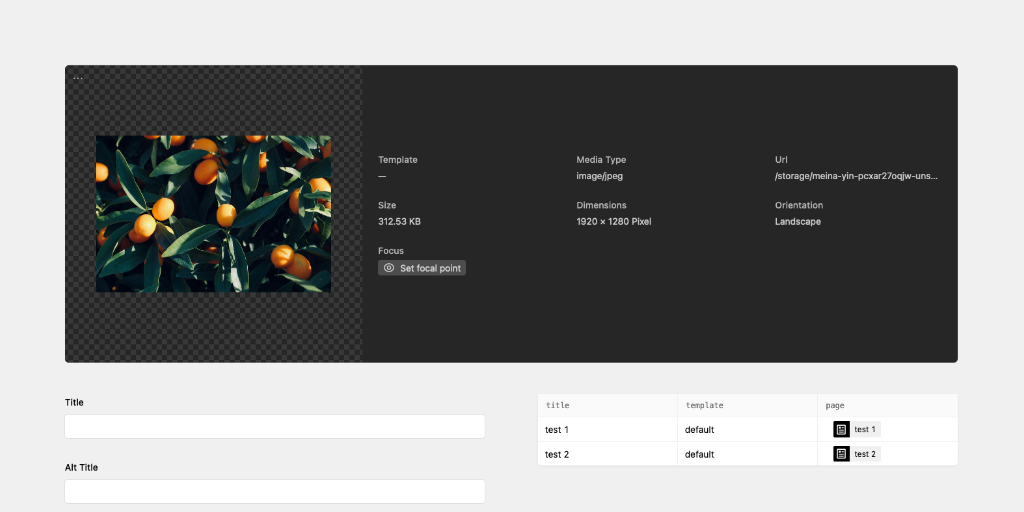 ...
Template
—
Media Type
image/jpeg
Url
/storage/meina-yin-pcxar27oqjw-uns...
Size
312.53 KB
Dimensions
1920 × 1280 Pixel
Orientation
Landscape
Focus
Set focal point
Title
Alt Title
title template page
test 1 default test 1
test 2 default test 2